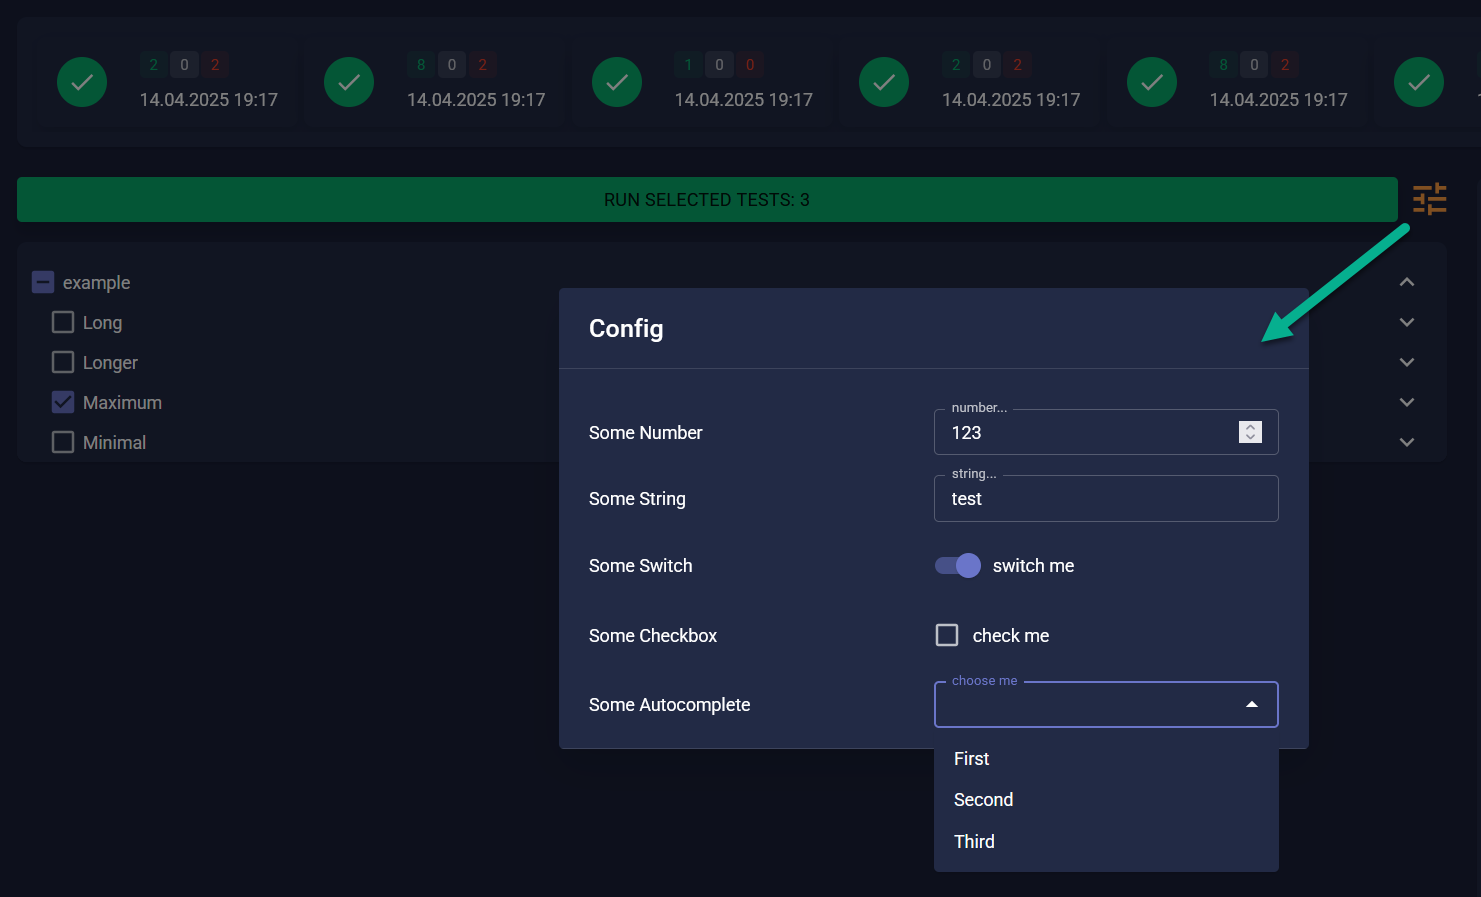 2 0 2
14.04.2025 19:17
8 0 2
14.04.2025 19:17
1 0 0
14.04.2025 19:17
2 0 2
14.04.2025 19:17
8 0 2
14.04.2025 19:17
RUN SELECTED TESTS: 3
example
Long
Longer
Maximum
Minimal
Config
Some Number
number...
123
Some String
string...
test
Some Switch
switch me
Some Checkbox
check me
Some Autocomplete
choose me
First
Second
Third